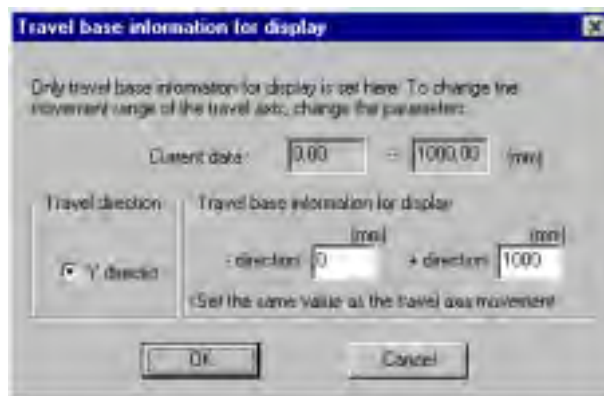 Travel base information for display
Only travel base information for display is set here. To change the
movement range of the travel axis, change the parameters.
Current data: 0.00 - 1000.00 (mm)
Travel direction
Travel base information for display
(mm) (mm)
Y directio - direction 0 + direction 1000
Set the same value as the travel axis movement
OK Cancel